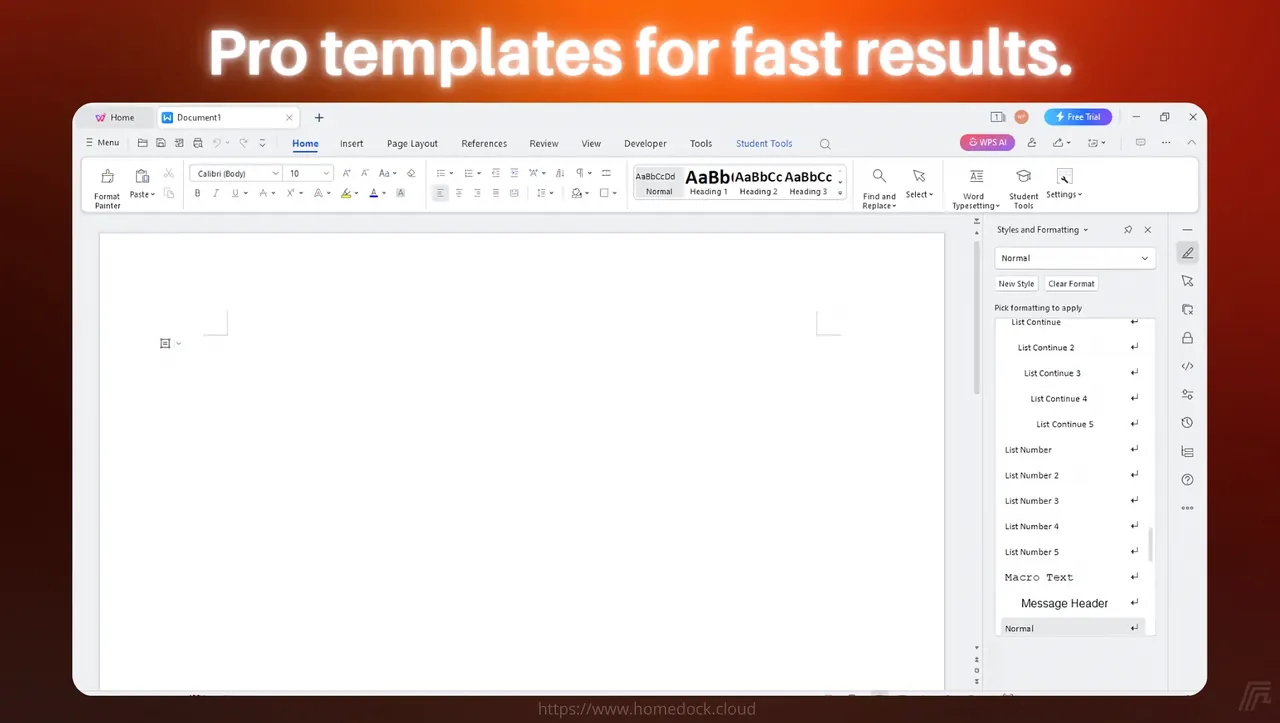 Pro templates for fast results.
Home
Document1
Free Trial
Menu
Home Insert Page Layout References Review View Developer Tools Student Tools
WPS AI
Format Painter
Paste
Calibri (Body) 10
AaBbCcDd AaBb( AaBbCc AaBbCc
Normal Heading 1 Heading 2 Heading 3
Find and Replace
Select
Word Typesetting
Student Tools
Settings
Styles and Formatting
Normal
New Style Clear Format
Pick formatting to apply
List Continue
List Continue 2
List Continue 3
List Continue 4
List Continue 5
List Number
List Number 2
List Number 3
List Number 4
List Number 5
Macro Text
Message Header
Normal
https://www.homedock.cloud